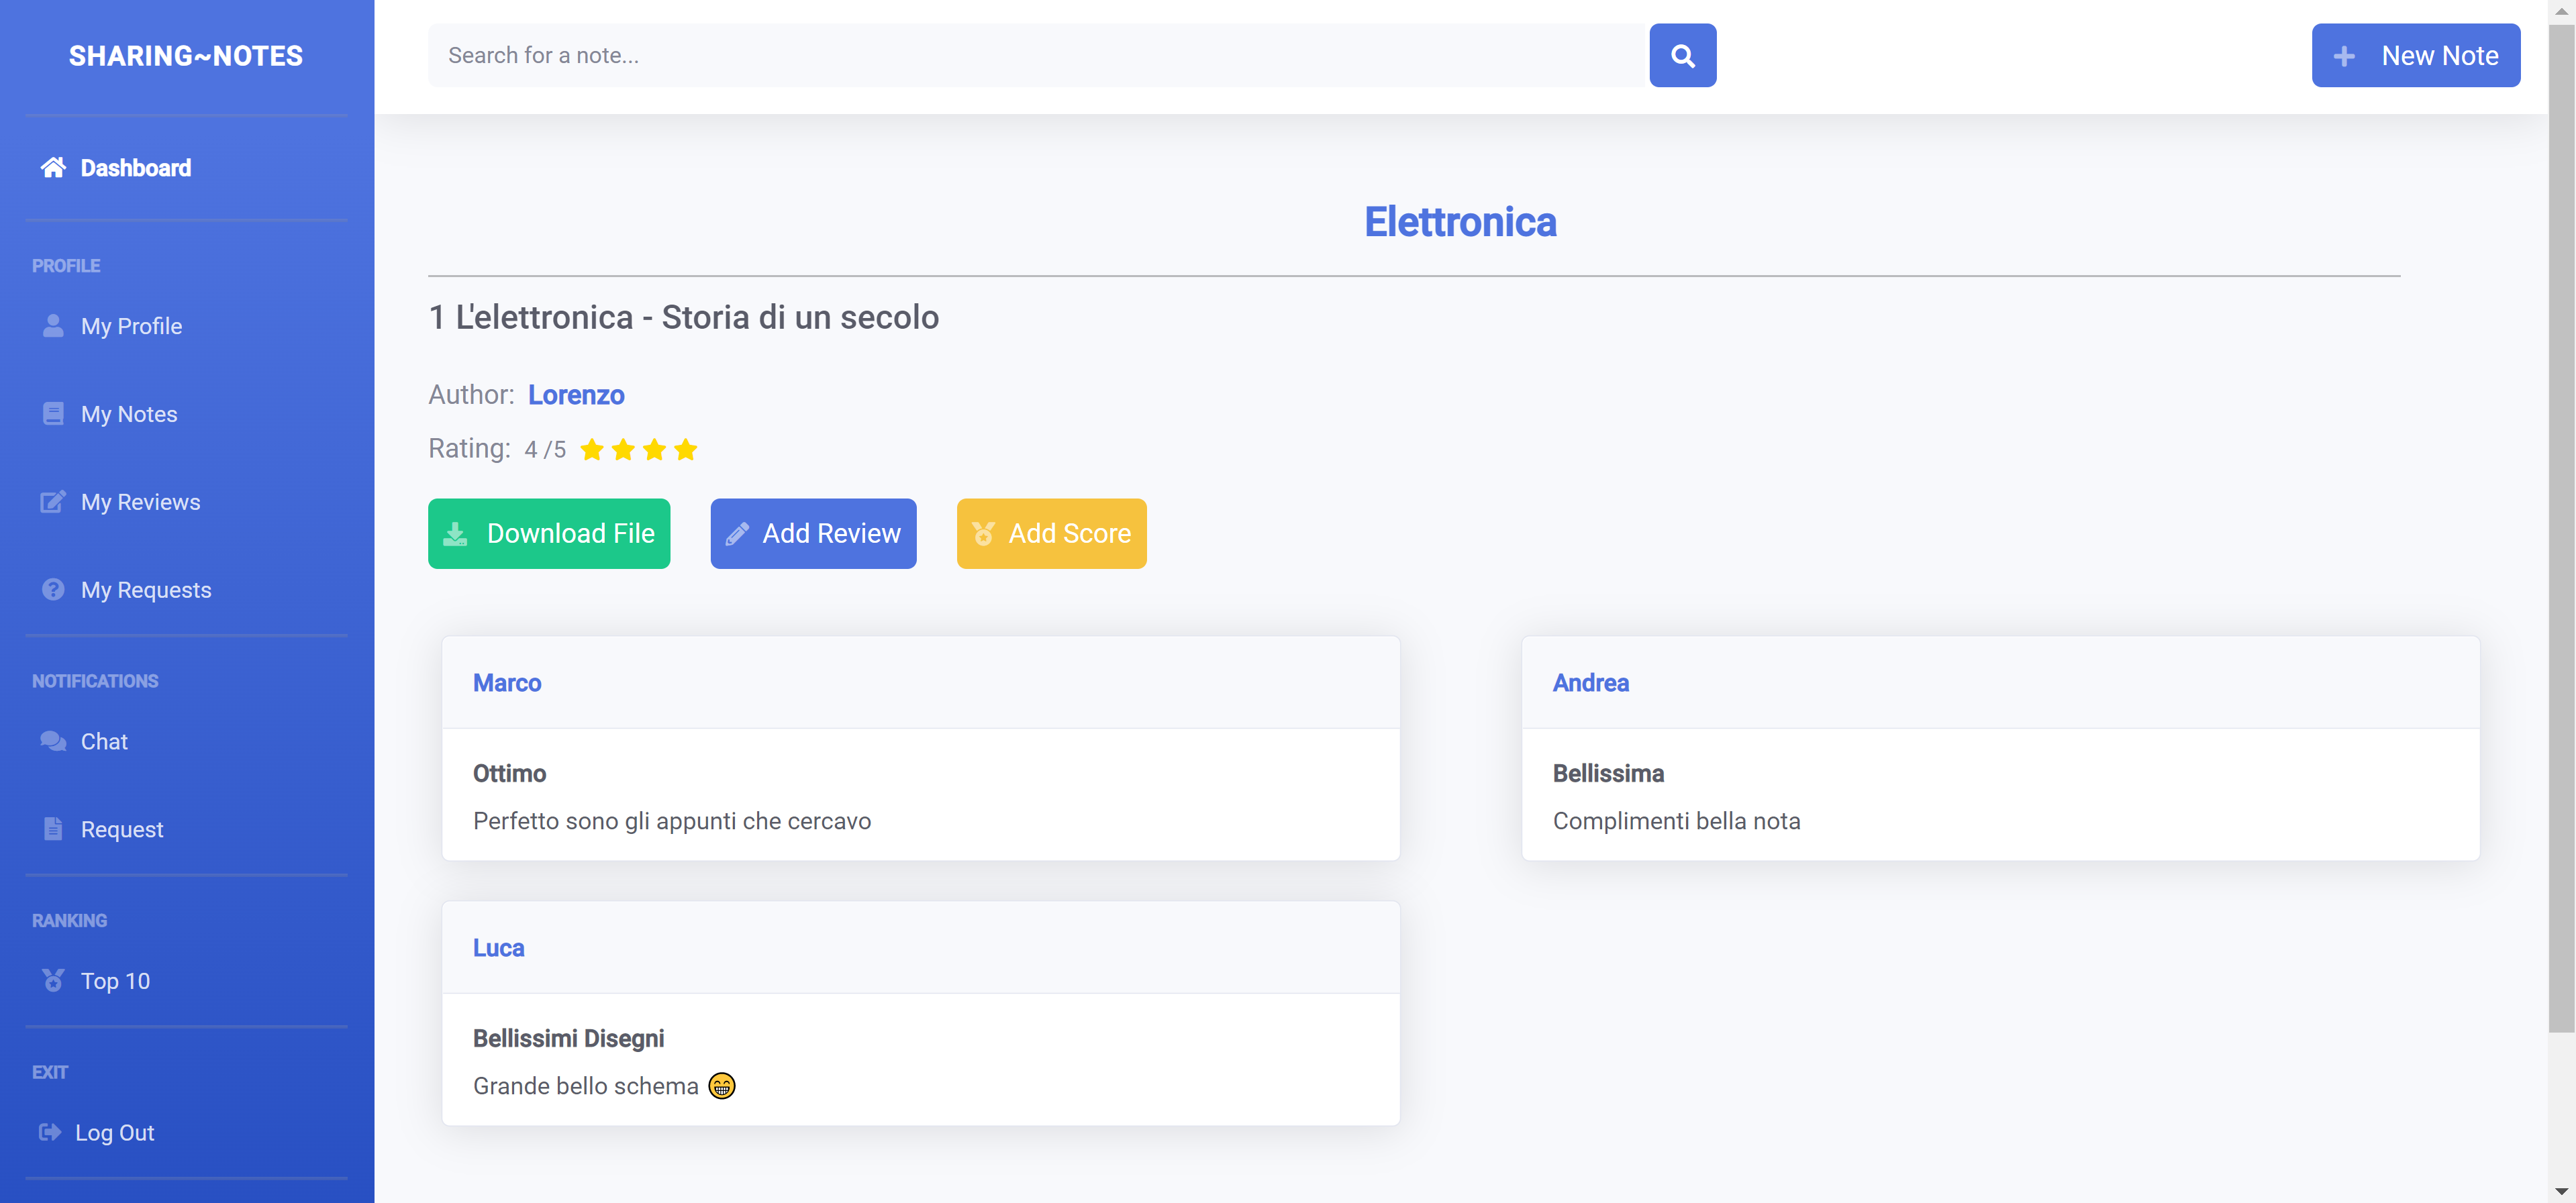 SHARING~NOTES
Dashboard
PROFILE
My Profile
My Notes
My Reviews
My Requests
NOTIFICATIONS
Chat
Request
RANKING
Top 10
EXIT
Log Out
Search for a note...
New Note
Elettronica
1 L'elettronica - Storia di un secolo
Author: Lorenzo
Rating: 4 /5
Download File
Add Review
Add Score
Marco
Ottimo
Perfetto sono gli appunti che cercavo
Andrea
Bellissima
Complimenti bella nota
Luca
Bellissimi Disegni
Grande bello schema 😁